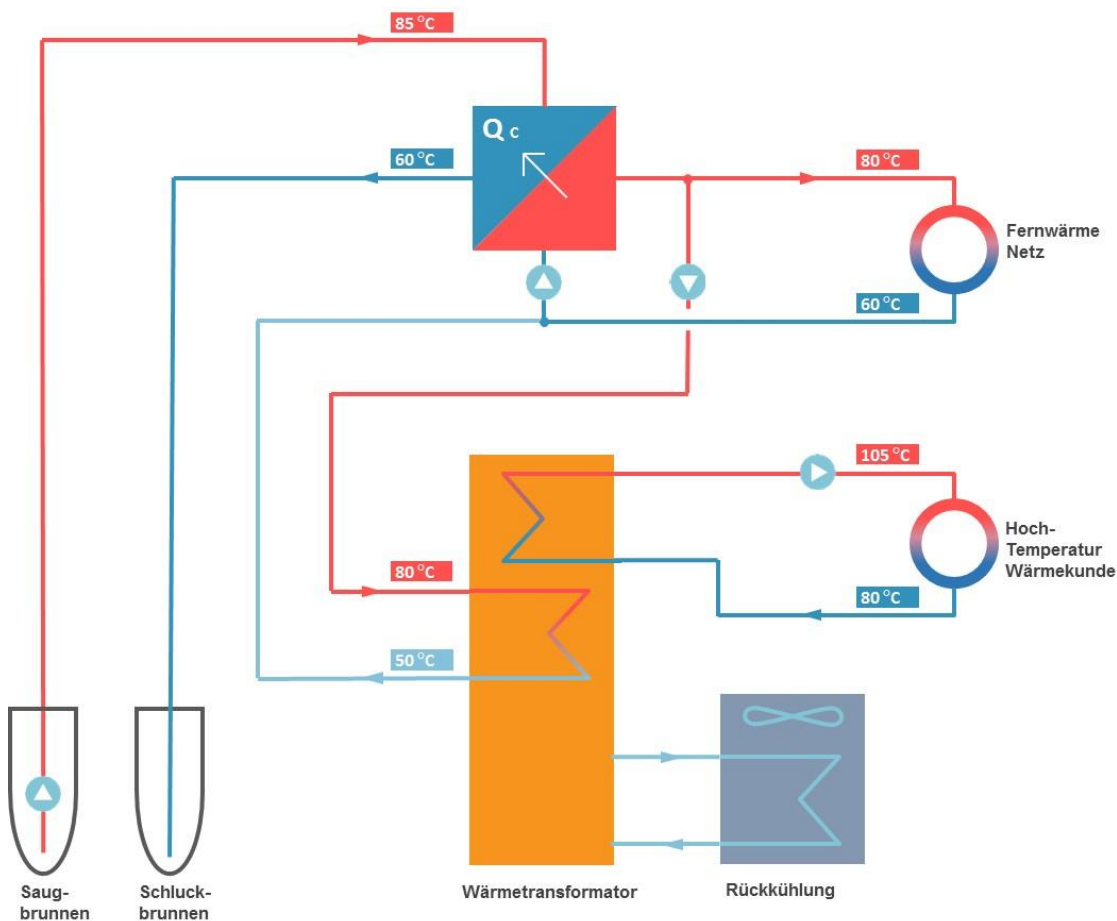 85 °C
Q c
60 °C
80 °C
Fernwärme
Netz
60 °C
105 °C
Hoch-
Temperatur
Wärmekunde
80 °C
80 °C
50 °C
Saug-
brunnen
Schluck-
brunnen
Wärmetransformator
Rückkühlung